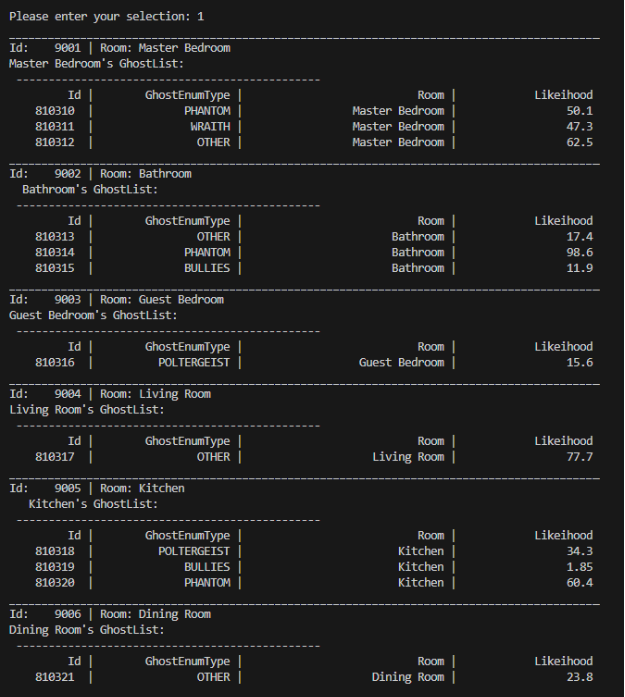 Please enter your selection: 1
Id:    9001 | Room: Master Bedroom
Master Bedroom's GhostList:
------------------------------------------------
Id |        GhostEnumType |                           Room |            Likeihood
810310  |              PHANTOM |                 Master Bedroom |                 50.1
810311  |               WRAITH |                 Master Bedroom |                 47.3
810312  |                OTHER |                 Master Bedroom |                 62.5
Id:    9002 | Room: Bathroom
Bathroom's GhostList:
------------------------------------------------
Id |        GhostEnumType |                           Room |            Likeihood
810313  |                OTHER |                       Bathroom |                 17.4
810314  |              PHANTOM |                       Bathroom |                 98.6
810315  |              BULLIES |                       Bathroom |                 11.9
Id:    9003 | Room: Guest Bedroom
Guest Bedroom's GhostList:
------------------------------------------------
Id |        GhostEnumType |                           Room |            Likeihood
810316  |          POLTERGEIST |                  Guest Bedroom |                 15.6
Id:    9004 | Room: Living Room
Living Room's GhostList:
------------------------------------------------
Id |        GhostEnumType |                           Room |            Likeihood
810317  |                OTHER |                    Living Room |                 77.7
Id:    9005 | Room: Kitchen
Kitchen's GhostList:
------------------------------------------------
Id |        GhostEnumType |                           Room |            Likeihood
810318  |          POLTERGEIST |                        Kitchen |                 34.3
810319  |              BULLIES |                        Kitchen |                 1.85
810320  |              PHANTOM |                        Kitchen |                 60.4
Id:    9006 | Room: Dining Room
Dining Room's GhostList:
------------------------------------------------
Id |        GhostEnumType |                           Room |            Likeihood
810321  |                OTHER |                    Dining Room |                 23.8